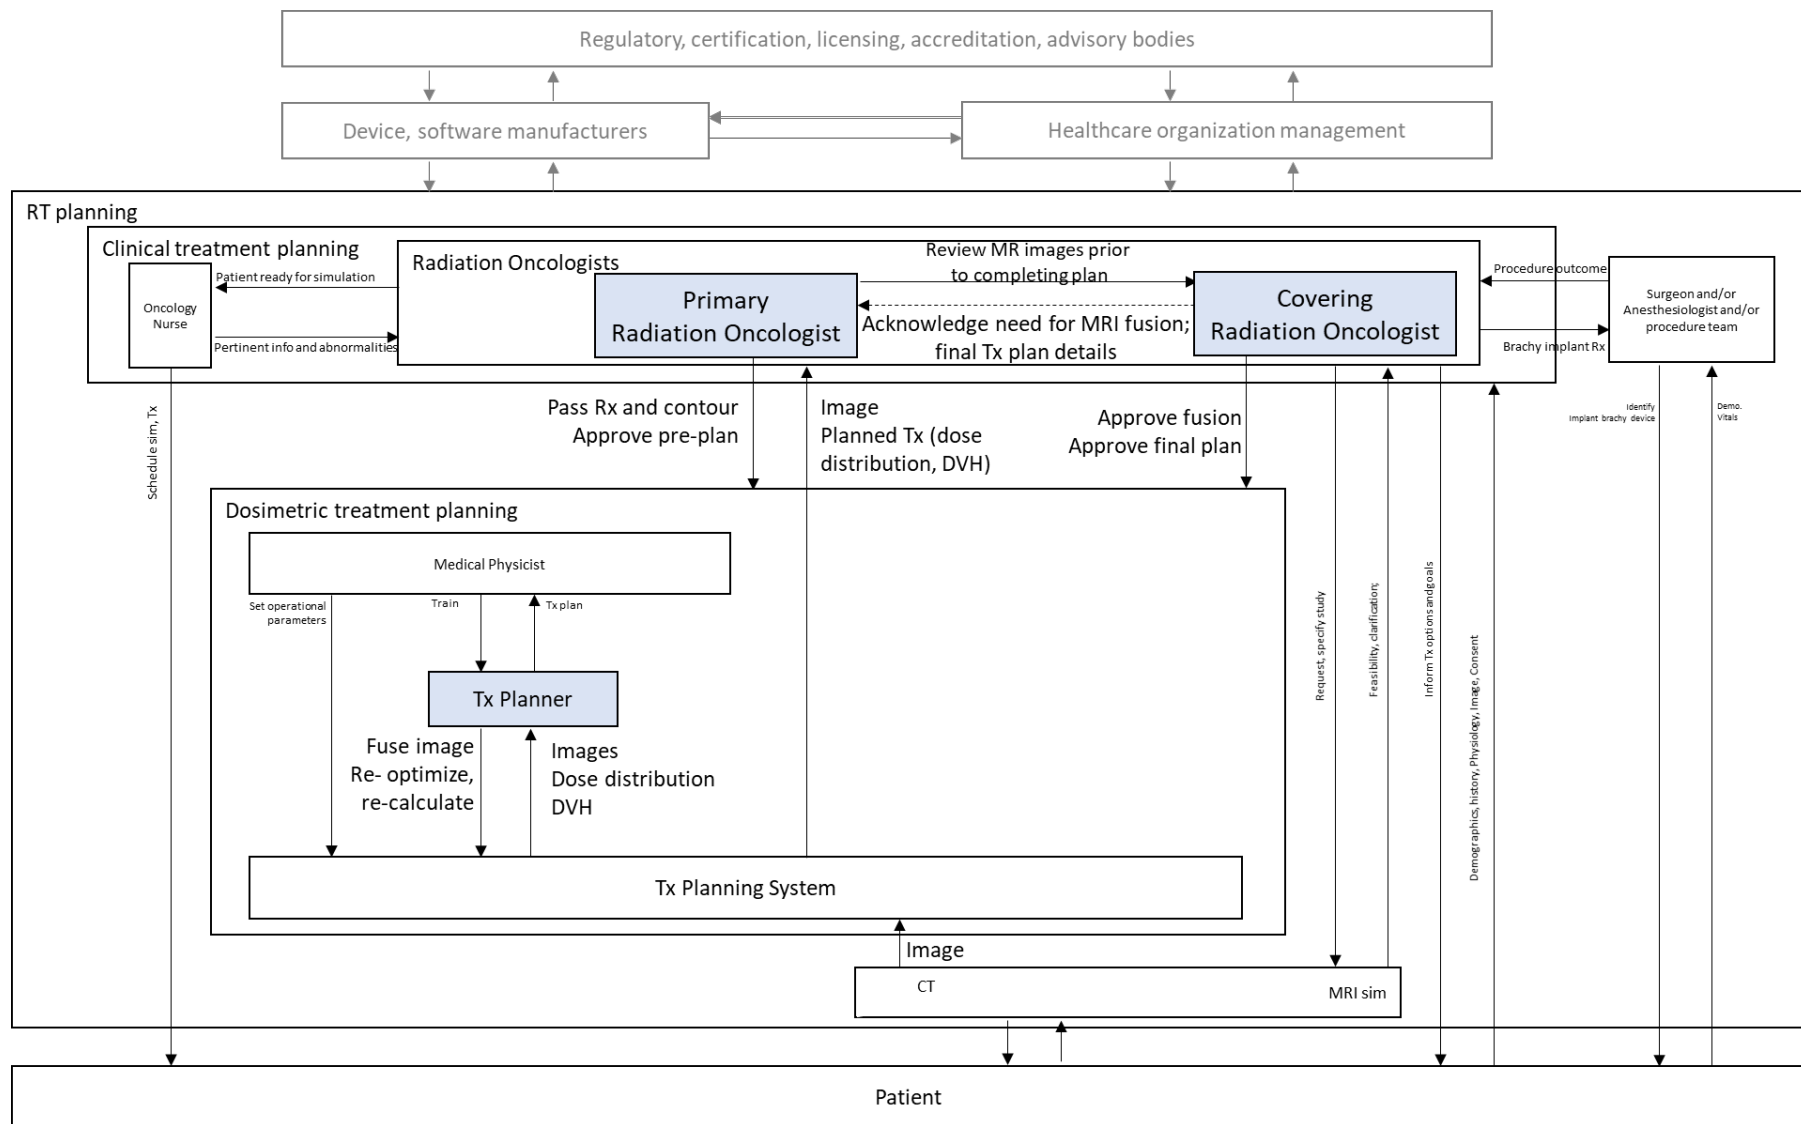 Regulatory, certification, licensing, accreditation, advisory bodies
Device, software manufacturers
Healthcare organization management
RT planning
Clinical treatment planning
Oncology
Nurse
Patient ready for simulation
Pertinent info and abnormalities
Radiation Oncologists
Primary
Radiation Oncologist
Review MR images prior
to completing plan
Acknowledge need for MRI fusion;
final Tx plan details
Covering
Radiation Oncologist
Procedure outcome
Brachy implant Rx
Surgeon and/or
Anesthesiologist and/or
procedure team
Schedule sim, Tx
Pass Rx and contour
Approve pre-plan
Image
Planned Tx (dose
distribution, DVH)
Approve fusion
Approve final plan
Identify
Implant brachy device
Demo.
Vitals
Dosimetric treatment planning
Medical Physicist
Set operational
parameters
Train
Tx plan
Tx Planner
Fuse image
Re- optimize,
re-calculate
Images
Dose distribution
DVH
Tx Planning System
Request, specify study
Feasibility, clarification;
Inform Tx options and goals
Demographics, history, Physiology, Image, Consent
Image
CT
MRI sim
Patient